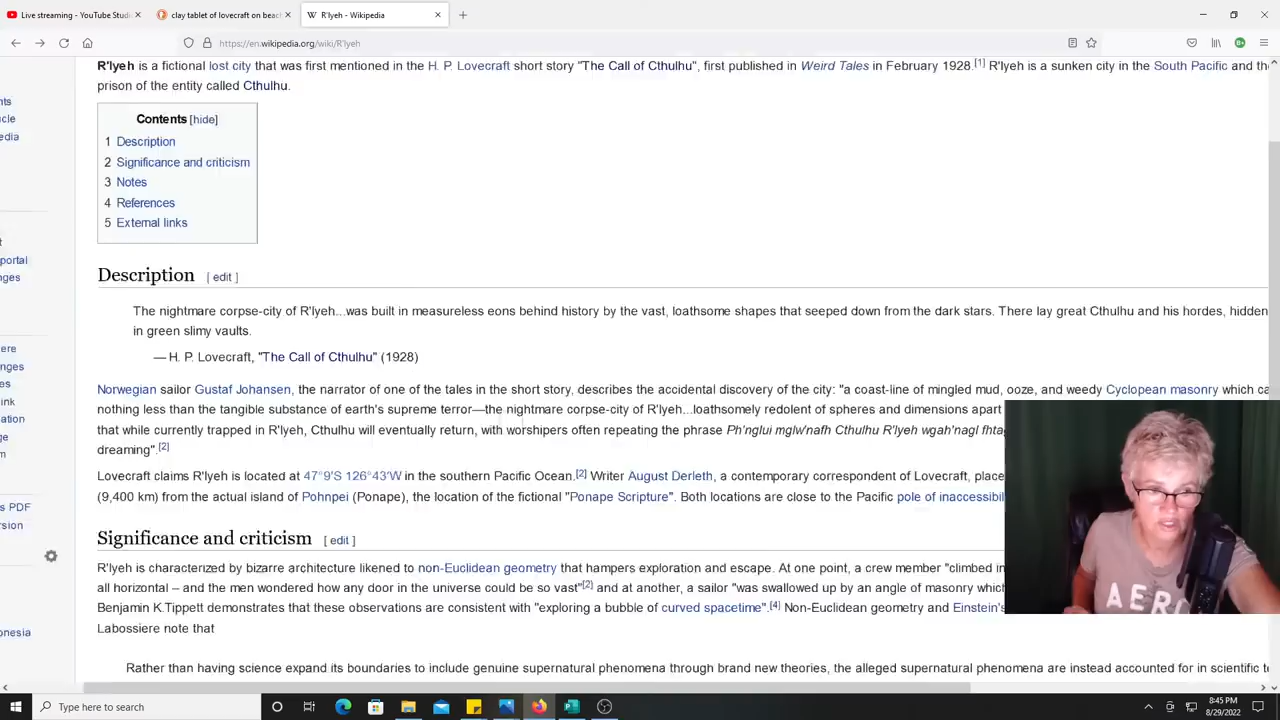 Live streaming - YouTube Studi
clay tablet of lovecraft on beac
R'lyeh - Wikipedia
https://en.wikipedia.org/wiki/R'lyeh
R'lyeh is a fictional lost city that was first mentioned in the H. P. Lovecraft short story "The Call of Cthulhu", first published in Weird Tales in February 1928.[1] R'lyeh is a sunken city in the South Pacific and the
prison of the entity called Cthulhu.
Contents [hide]
1 Description
2 Significance and criticism
3 Notes
4 References
5 External links
nts
cle
edia
t
portal
nges
ere
nges
es
ink
ation
ge
m
s PDF
rsion
onesia
Description [ edit ]
The nightmare corpse-city of R'lyeh...was built in measureless eons behind history by the vast, loathsome shapes that seeped down from the dark stars. There lay great Cthulhu and his hordes, hidden
in green slimy vaults.
— H. P. Lovecraft, "The Call of Cthulhu" (1928)
Norwegian sailor Gustaf Johansen, the narrator of one of the tales in the short story, describes the accidental discovery of the city: "a coast-line of mingled mud, ooze, and weedy Cyclopean masonry which ca
nothing less than the tangible substance of earth's supreme terror—the nightmare corpse-city of R'lyeh...loathsomely redolent of spheres and dimensions apart
that while currently trapped in R'lyeh, Cthulhu will eventually return, with worshipers often repeating the phrase Ph'nglui mglw'nafh Cthulhu R'lyeh wgah'nagl fhtag
dreaming".[2]
Lovecraft claims R'lyeh is located at 47°9′S 126°43′W in the southern Pacific Ocean.[2] Writer August Derleth, a contemporary correspondent of Lovecraft, place
(9,400 km) from the actual island of Pohnpei (Ponape), the location of the fictional "Ponape Scripture". Both locations are close to the Pacific pole of inaccessibil
Significance and criticism [ edit ]
R'lyeh is characterized by bizarre architecture likened to non-Euclidean geometry that hampers exploration and escape. At one point, a crew member "climbed in
all horizontal – and the men wondered how any door in the universe could be so vast"[2] and at another, a sailor "was swallowed up by an angle of masonry which
Benjamin K.Tippett demonstrates that these observations are consistent with "exploring a bubble of curved spacetime".[4] Non-Euclidean geometry and Einstein's
Labossiere note that
Rather than having science expand its boundaries to include genuine supernatural phenomena through brand new theories, the alleged supernatural phenomena are instead accounted for in scientific t
AERO
Type here to search
8:45 PM
8/29/2022